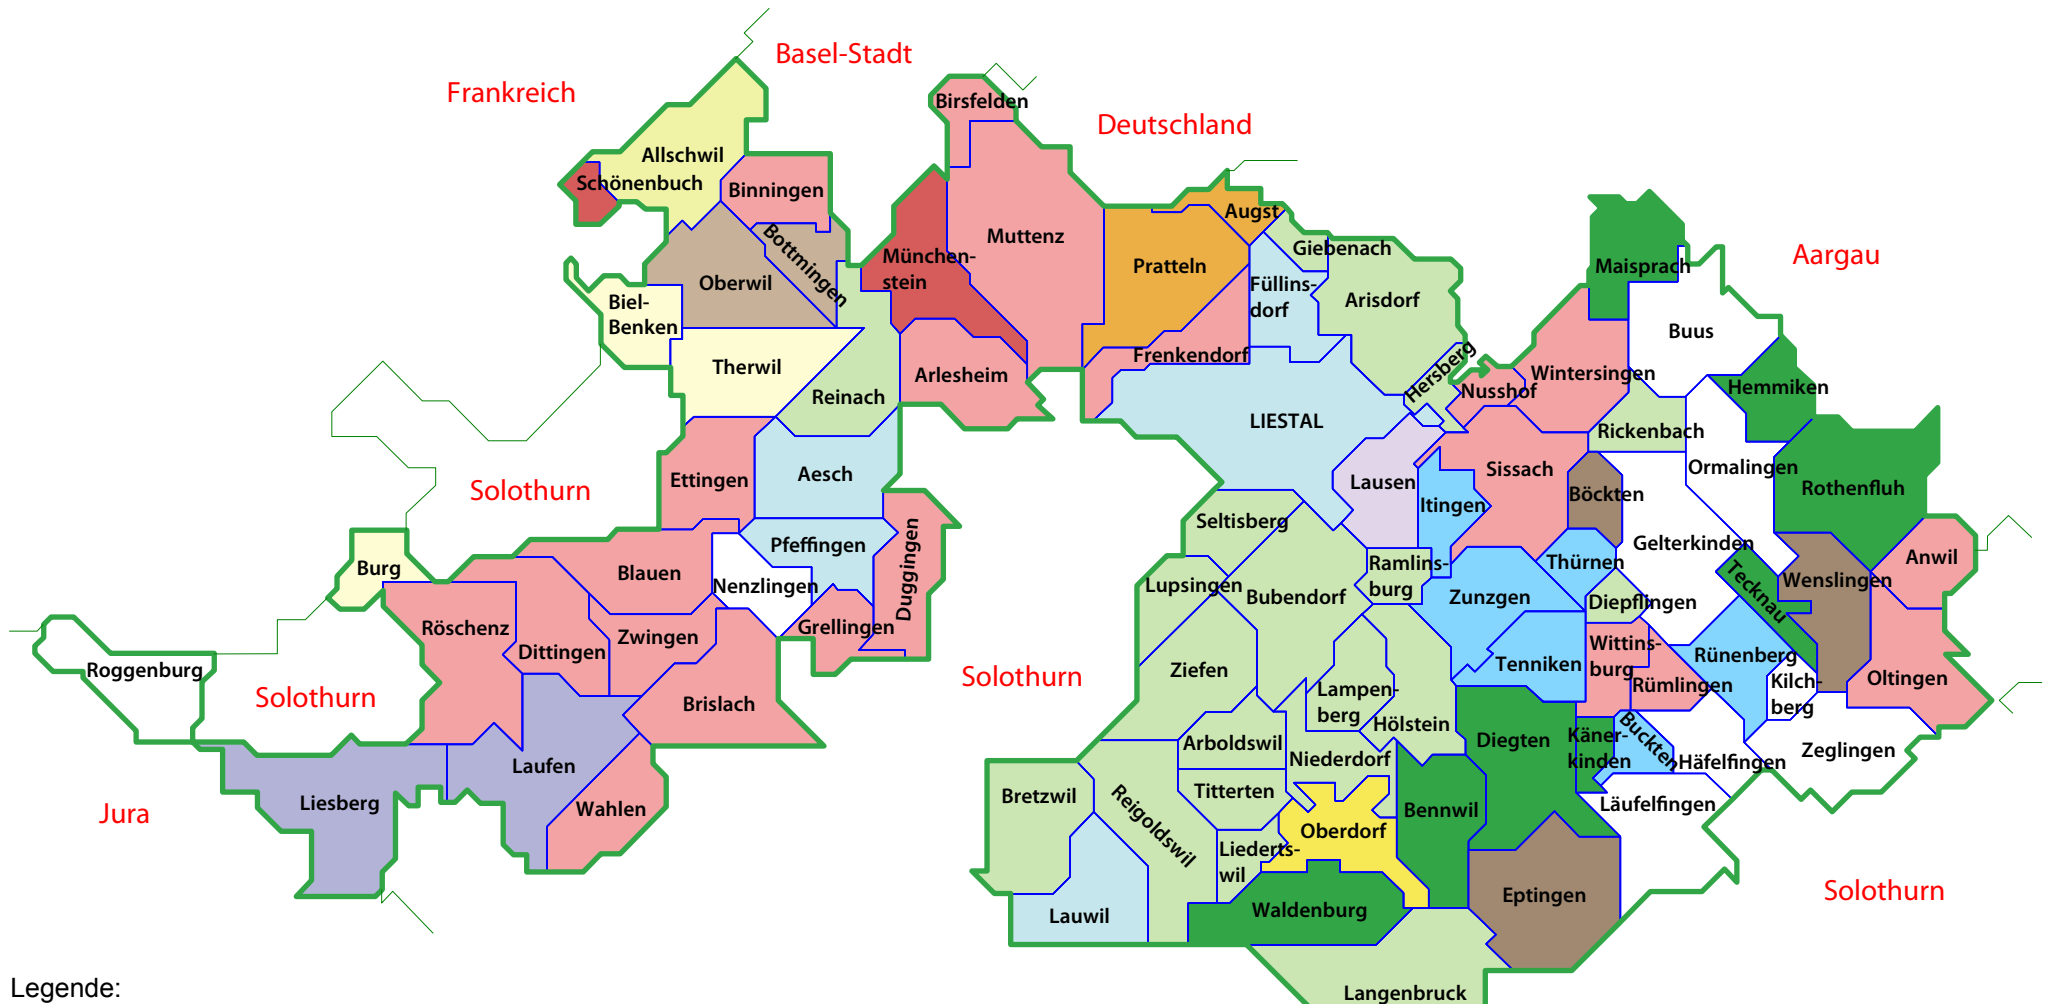 Basel-Stadt
Frankreich
Birsfelden
Deutschland
Allschwil
Schönenbuch
Binningen
Augst
Muttenz
Giebenach
Bottmingen
München-
stein
Pratteln
Maisprach
Aargau
Oberwil
Füllins-
dorf
Arisdorf
Biel-
Benken
Buus
Frenkendorf
Therwil
Arlesheim
Hersberg
Wintersingen
Nusshof
Hemmiken
Reinach
LIESTAL
Rickenbach
Ormalingen
Sissach
Aesch
Ettingen
Lausen
Rothenfluh
Solothurn
Böckten
Itingen
Seltisberg
Pfeffingen
Gelterkinden
Duggingen
Anwil
Burg
Blauen
Nenzlingen
Ramlins-
burg
Thürnen
Lupsingen
Bubendorf
Zunzgen
Tecknau
Wenslingen
Diepflingen
Röschenz
Grellingen
Zwingen
Dittingen
Wittins-
burg
Rünenberg
Tenniken
Roggenburg
Ziefen
Solothurn
Solothurn
Rümlingen
Kilch-
berg
Oltingen
Lampen-
berg
Brislach
Hölstein
Arboldswil
Diegten
Käner-
kinden
Buckten
Häfelfingen
Zeglingen
Niederdorf
Laufen
Titterten
Bretzwil
Reigoldswil
Liesberg
Wahlen
Jura
Bennwil
Läufelfingen
Oberdorf
Liederts-
wil
Solothurn
Eptingen
Waldenburg
Lauwil
Legende:
Langenbruck